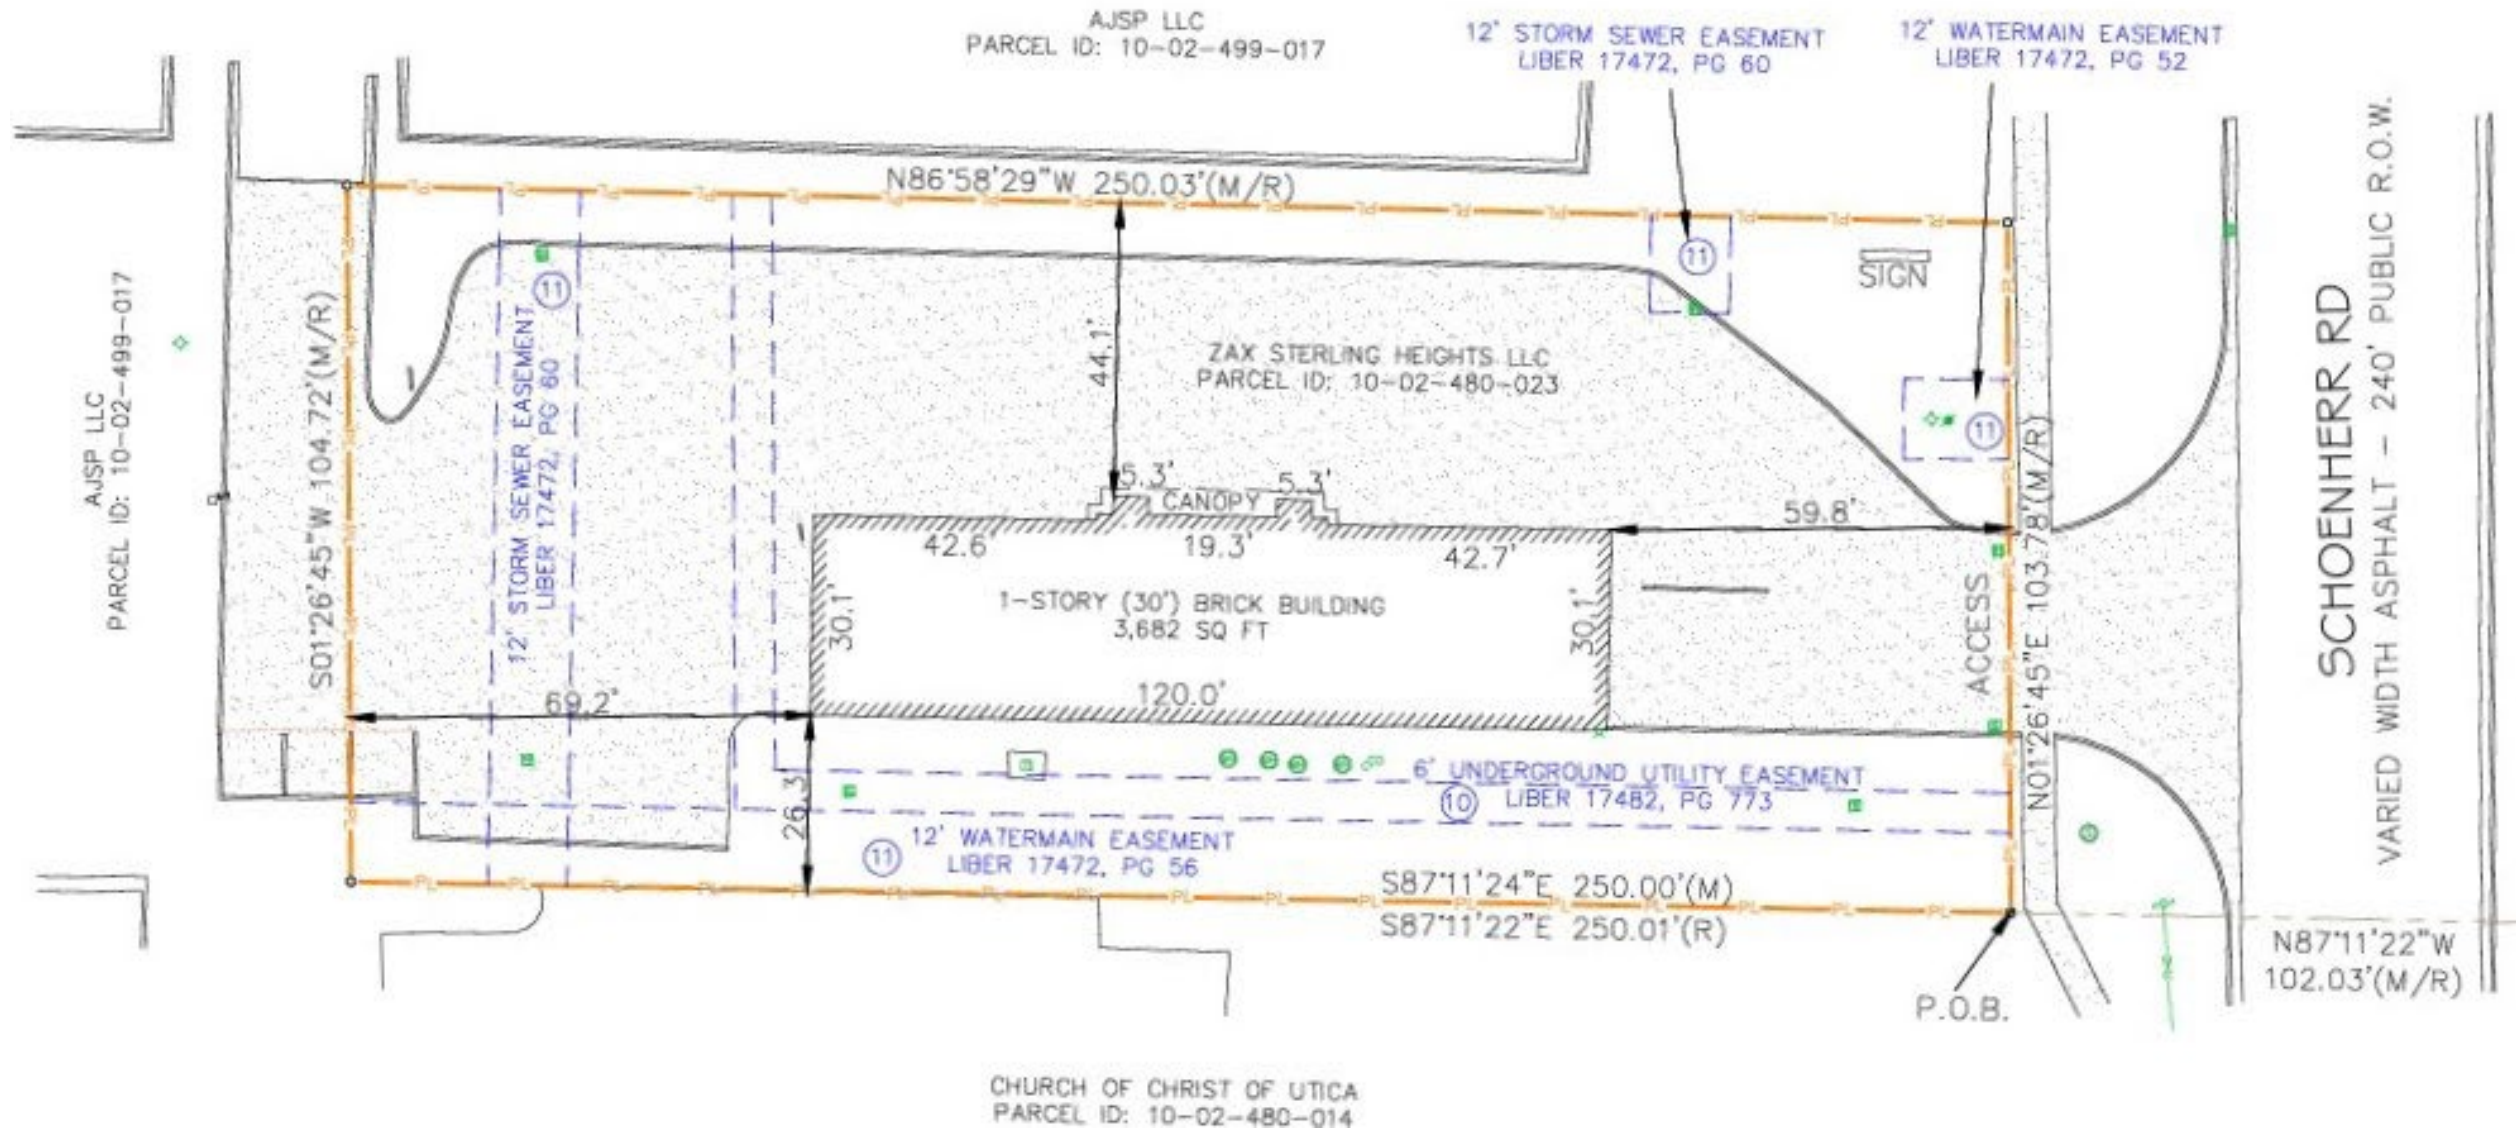 AJSP LLC
PARCEL ID: 10-02-499-017
12' STORM SEWER EASEMENT
LIBER 17472, PG 60
12' WATERMAIN EASEMENT
LIBER 17472, PG 52
N86°58'29"W 250.03'(M/R)
11
SIGN
AJSP LLC
PARCEL ID: 10-02-499-017
S01°26'45"W 104.72'(M/R)
11
12' STORM SEWER EASEMENT
LIBER 17472, PG 60
44.1'
ZAX STERLING HEIGHTS LLC
PARCEL ID: 10-02-480-023
11
SCHOENHERR RD
VARIED WIDTH ASPHALT - 240' PUBLIC R.O.W.
5.3'
CANOPY
5.3'
59.8'
42.6'
19.3'
42.7'
30.1'
1-STORY (30') BRICK BUILDING
3,682 SQ FT
30.1'
ACCESS
N01°26'45"E 103.78'(M/R)
69.2'
120.0'
26.3'
6' UNDERGROUND UTILITY EASEMENT
10
LIBER 17482, PG 773
11
12' WATERMAIN EASEMENT
LIBER 17472, PG 56
S87°11'24"E 250.00'(M)
S87°11'22"E 250.01'(R)
N87°11'22"W
102.03'(M/R)
P.O.B.
CHURCH OF CHRIST OF UTICA
PARCEL ID: 10-02-480-014